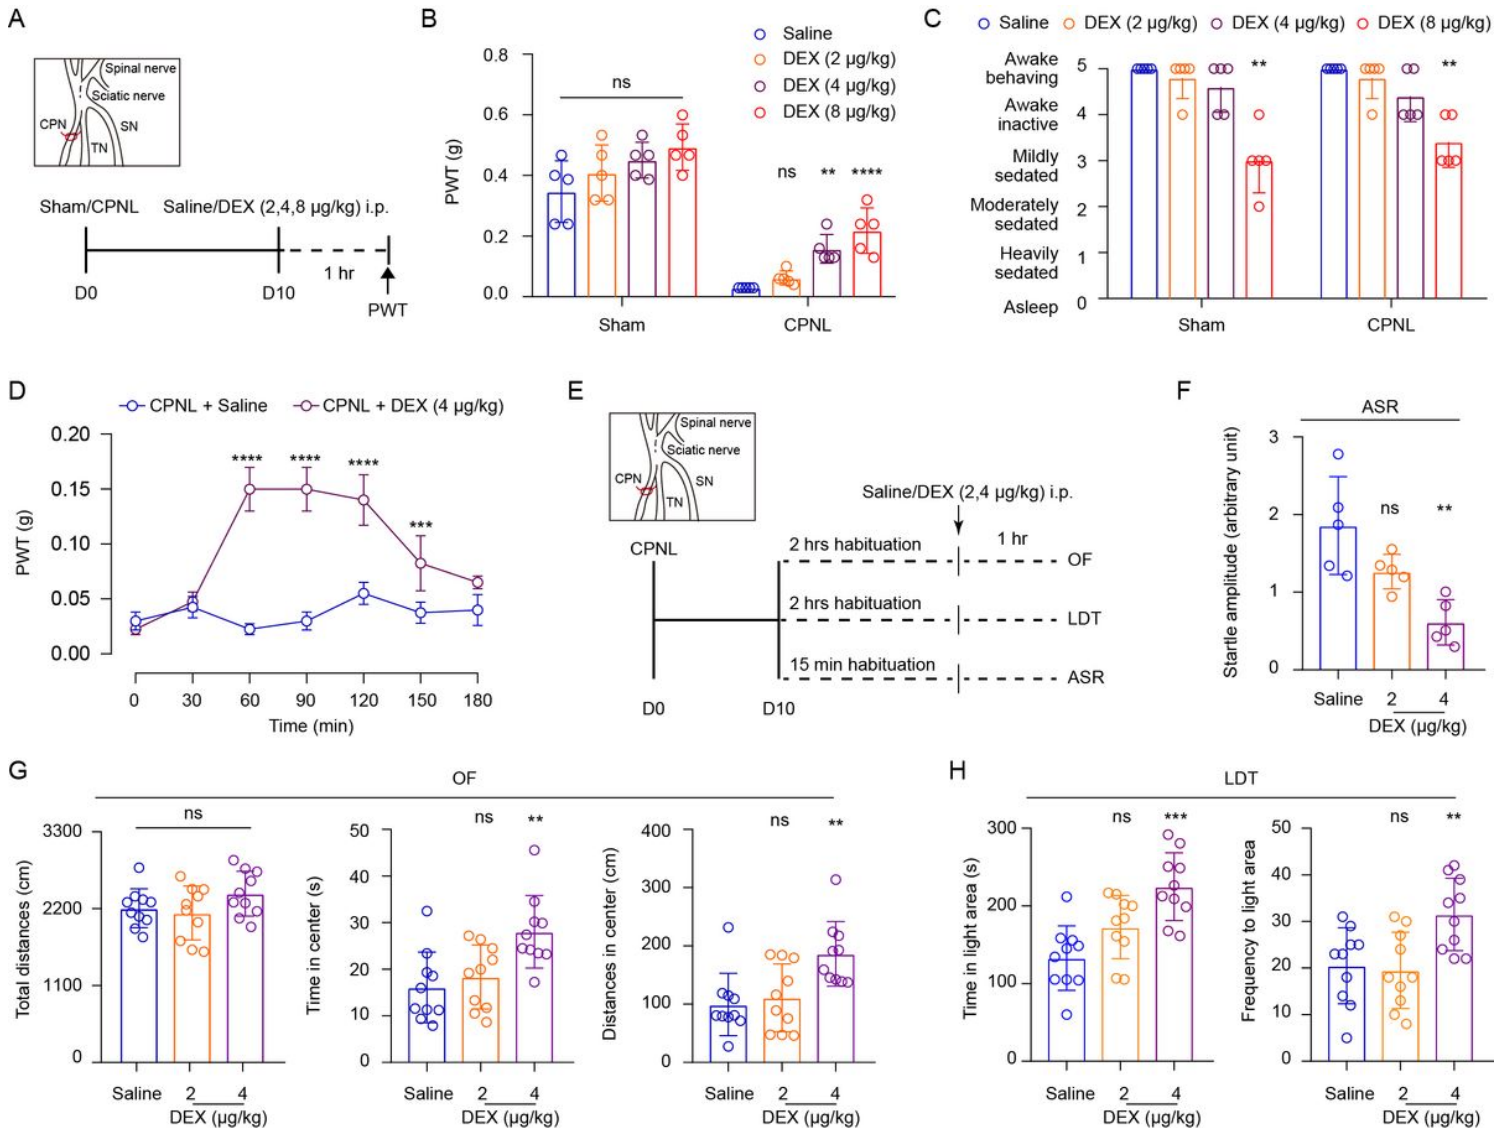 A
Spinal nerve
Sciatic nerve
CPN
SN
TN
Sham/CPNL
Saline/DEX (2,4,8 µg/kg) i.p.
1 hr
D0
D10
PWT
B
Saline
DEX (2 µg/kg)
DEX (4 µg/kg)
DEX (8 µg/kg)
PWT (g)
0.8
0.6
0.4
0.2
0.0
ns
ns
**
****
Sham
CPNL
C
Saline
DEX (2 µg/kg)
DEX (4 µg/kg)
DEX (8 µg/kg)
Awake behaving
Awake inactive
Mildly sedated
Moderately sedated
Heavily sedated
Asleep
5
4
3
2
1
0
**
**
Sham
CPNL
D
CPNL + Saline
CPNL + DEX (4 µg/kg)
PWT (g)
0.20
0.15
0.10
0.05
0.00
****
****
****
***
0
30
60
90
120
150
180
Time (min)
E
Spinal nerve
Sciatic nerve
CPN
SN
TN
CPNL
Saline/DEX (2,4 µg/kg) i.p.
2 hrs habituation
1 hr
OF
2 hrs habituation
LDT
15 min habituation
ASR
D0
D10
F
ASR
Startle amplitude (arbitrary unit)
3
2
1
0
ns
**
Saline
2
4
DEX (µg/kg)
G
OF
Total distances (cm)
3300
2200
1100
0
ns
Saline
2
4
DEX (µg/kg)
Time in center (s)
50
40
30
20
10
0
ns
**
Saline
2
4
DEX (µg/kg)
Distances in center (cm)
400
300
200
100
0
ns
**
Saline
2
4
DEX (µg/kg)
H
LDT
Time in light area (s)
300
200
100
0
ns
***
Saline
2
4
DEX (µg/kg)
Frequency to light area
50
40
30
20
10
0
ns
**
Saline
2
4
DEX (µg/kg)